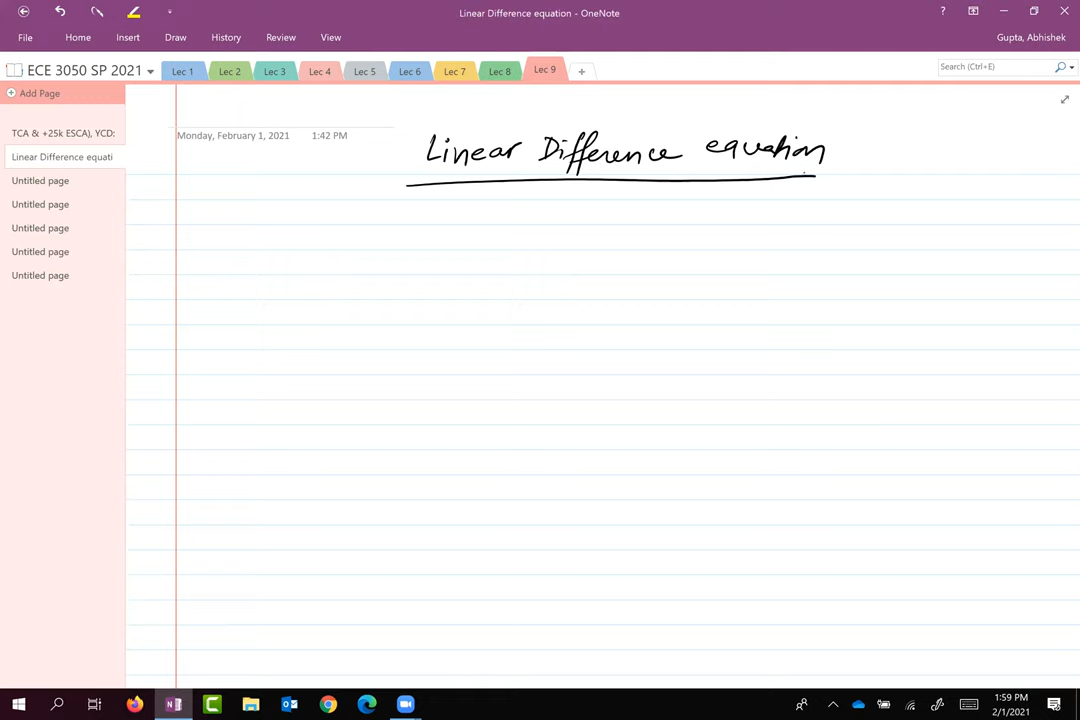 Linear Difference equation - OneNote
?
File
Home
Insert
Draw
History
Review
View
Gupta, Abhishek
ECE 3050 SP 2021
Lec 1
Lec 2
Lec 3
Lec 4
Lec 5
Lec 6
Lec 7
Lec 8
Lec 9
+
Search (Ctrl+E)
Add Page
TCA & +25k ESCA), YCD:
Linear Difference equati
Untitled page
Untitled page
Untitled page
Untitled page
Untitled page
Monday, February 1, 2021
1:42 PM
Linear Difference equation
1:59 PM
2/1/2021